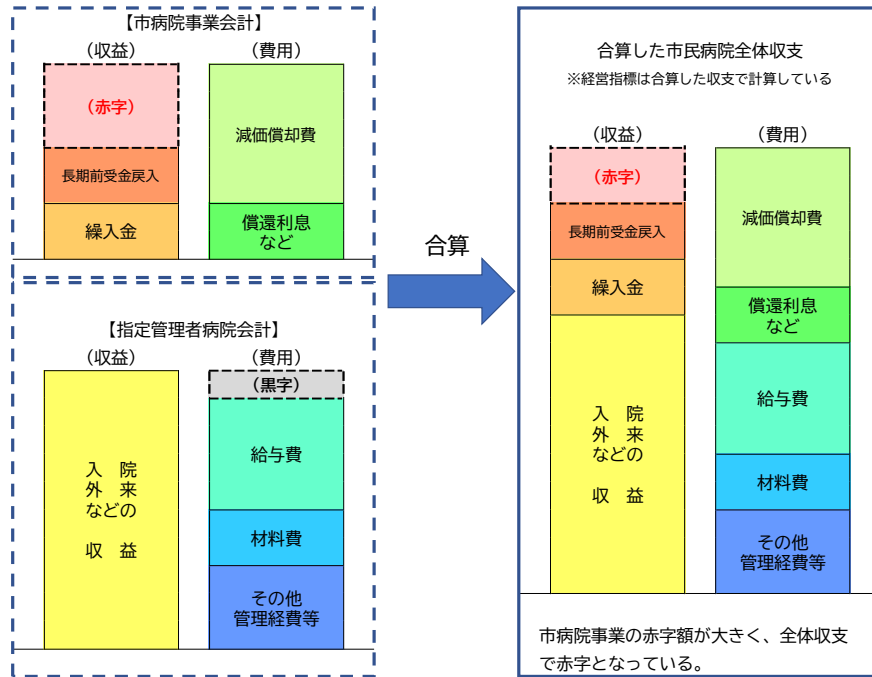 【市病院事業会計】
（収益）
（費用）
（赤字）
長期前受金戻入
繰入金
減価償却費
償還利息
など
【指定管理者病院会計】
（収益）
（費用）
入　院
外　来
などの
収　益
（黒字）
給与費
材料費
その他
管理経費等
合算
合算した市民病院全体収支
※経営指標は合算した収支で計算している
（収益）
（費用）
（赤字）
長期前受金戻入
繰入金
入　院
外　来
などの
収　益
減価償却費
償還利息
など
給与費
材料費
その他
管理経費等
市病院事業の赤字額が大きく、全体収支
で赤字となっている。